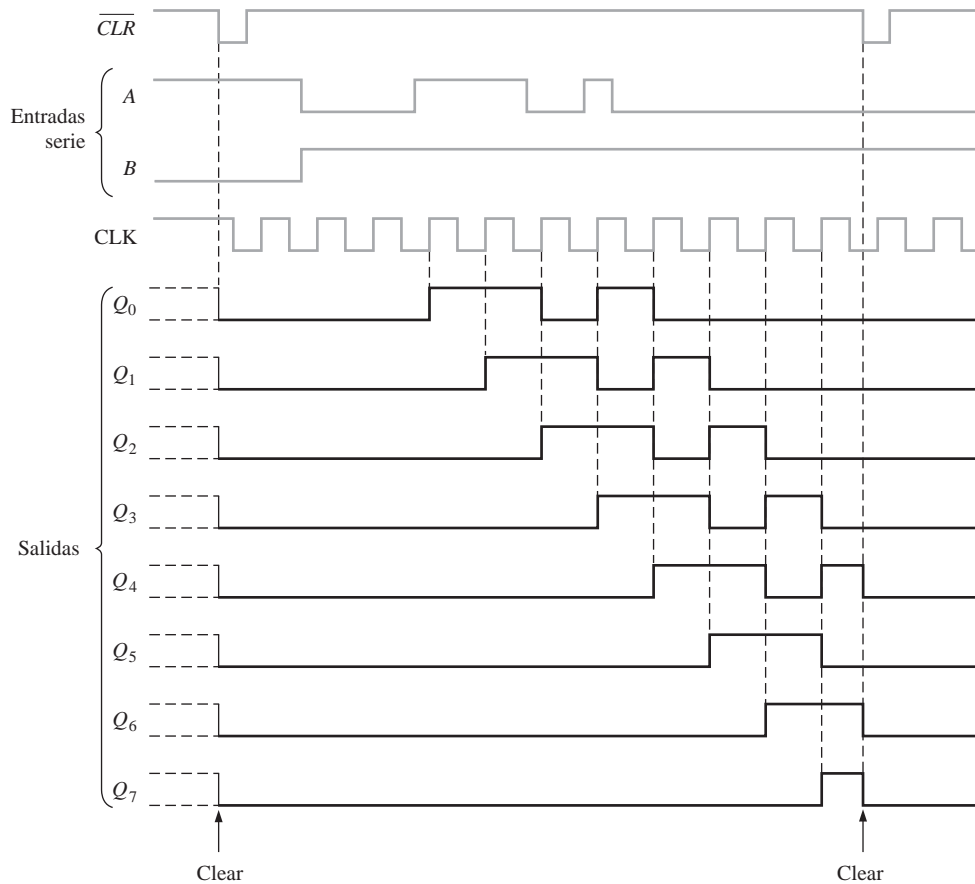 CLR
A
Entradas
serie
B
CLK
Q0
Q1
Q2
Q3
Salidas
Q4
Q5
Q6
Q7
Clear
Clear